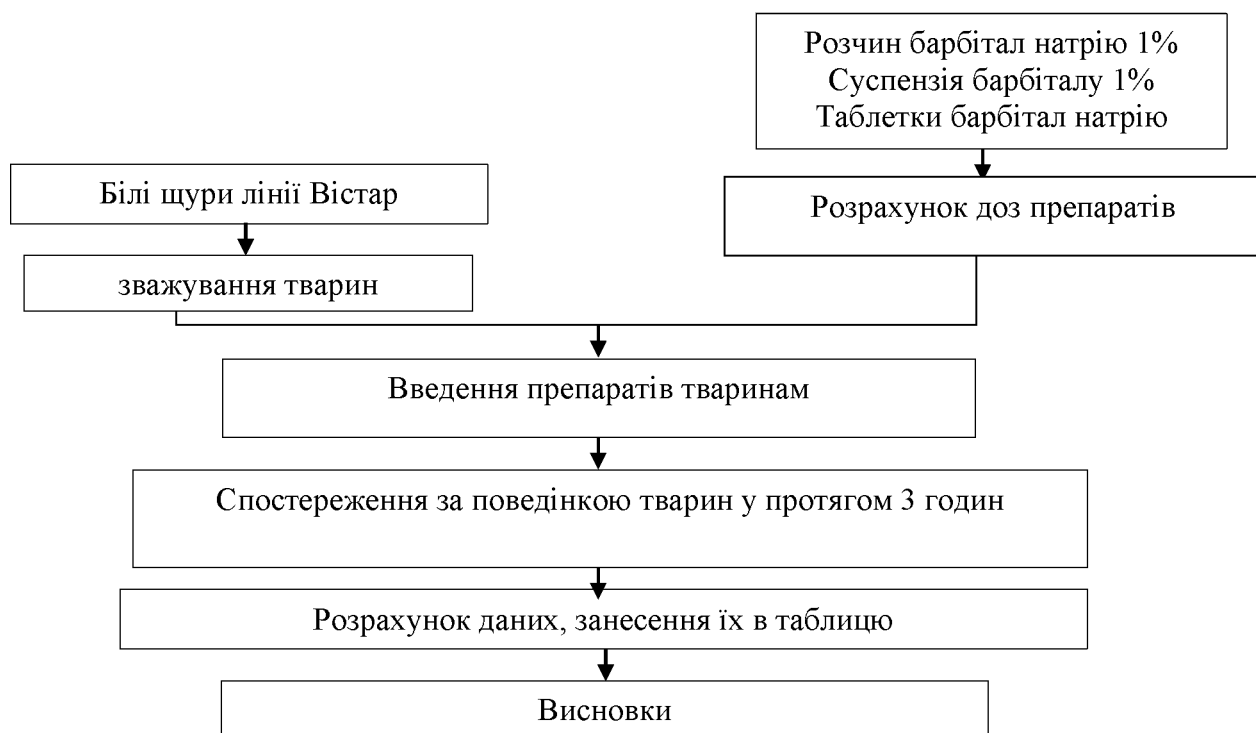 Розчин барбітал натрію 1%
Суспензія барбіталу 1%
Таблетки барбітал натрію
Білі щури лінії Вістар
Розрахунок доз препаратів
зважування тварин
Введення препаратів тваринам
Спостереження за поведінкою тварин у протягом 3 годин
Розрахунок даних, занесення їх в таблицю
Висновки